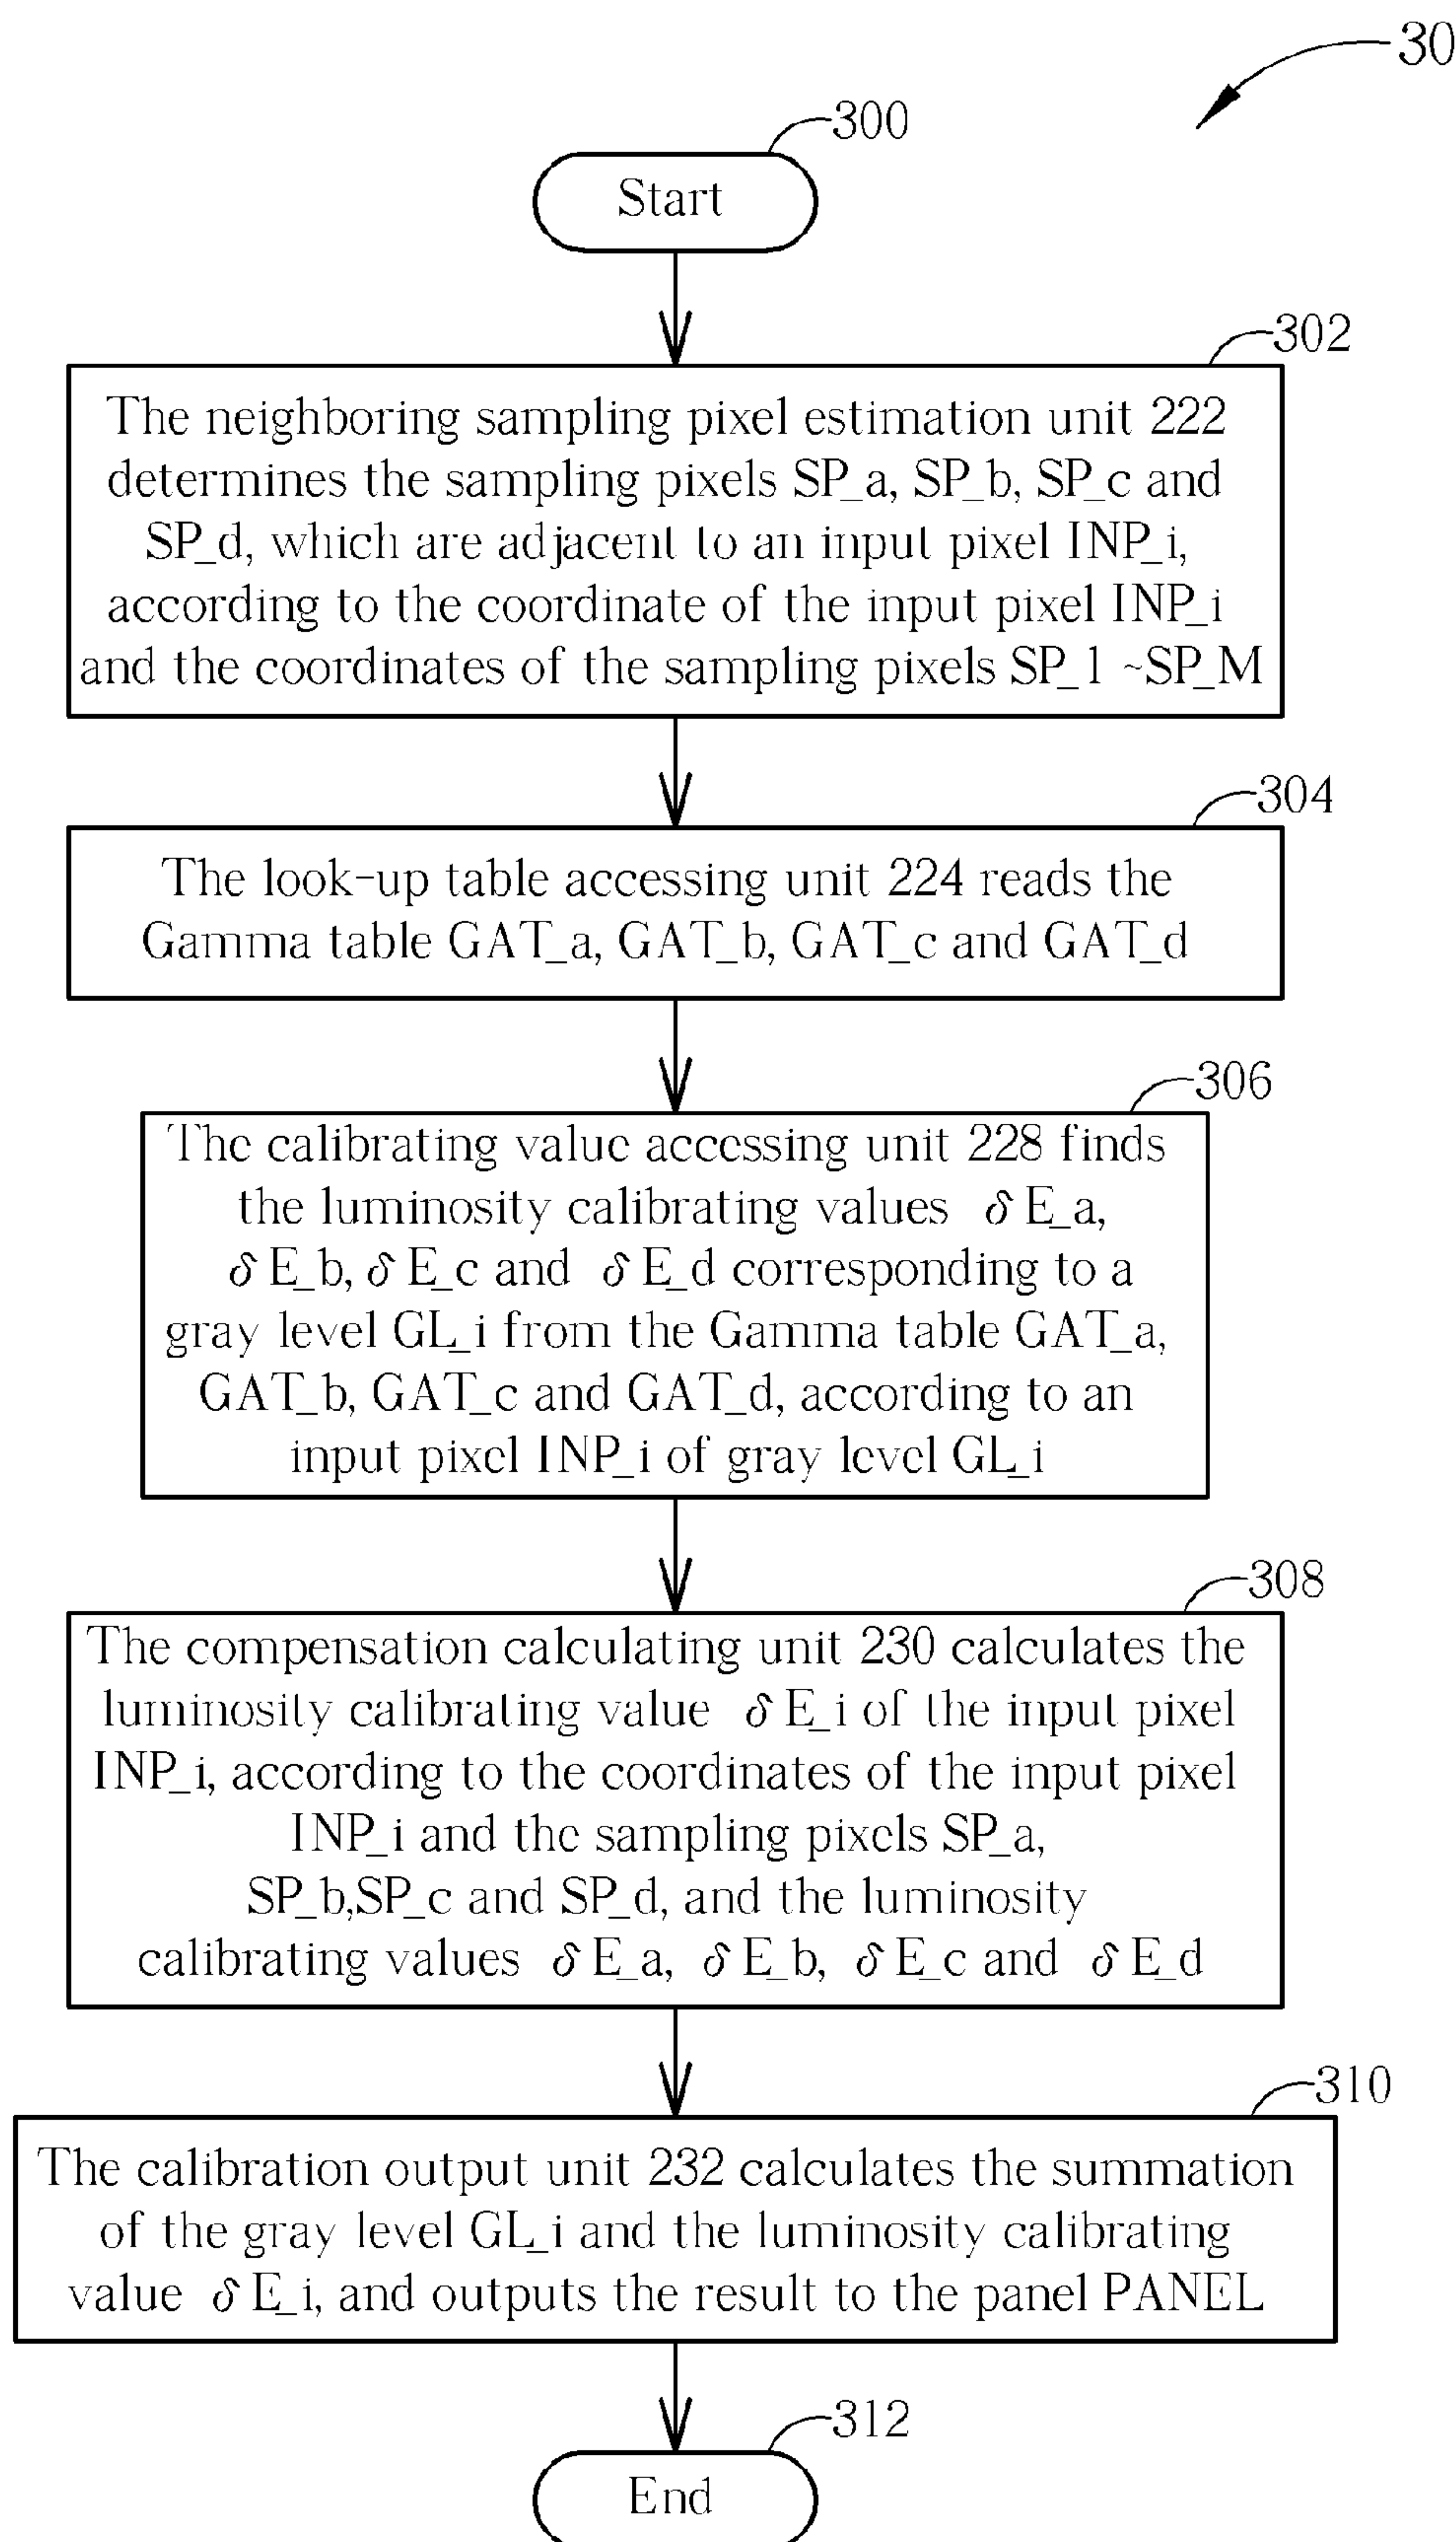 30
300
Start
302
The neighboring sampling pixel estimation unit 222
determines the sampling pixels SP_a, SP_b, SP_c and
SP_d, which are adjacent to an input pixel INP_i,
according to the coordinate of the input pixel INP_i
and the coordinates of the sampling pixels SP_1 ~SP_M
304
The look-up table accessing unit 224 reads the
Gamma table GAT_a, GAT_b, GAT_c and GAT_d
306
The calibrating value accessing unit 228 finds
the luminosity calibrating values δE_a,
δE_b, δE_c and δE_d corresponding to a
gray level GL_i from the Gamma table GAT_a,
GAT_b, GAT_c and GAT_d, according to an
input pixel INP_i of gray level GL_i
308
The compensation calculating unit 230 calculates the
luminosity calibrating value δE_i of the input pixel
INP_i, according to the coordinates of the input pixel
INP_i and the sampling pixels SP_a,
SP_b,SP_c and SP_d, and the luminosity
calibrating values δE_a, δE_b, δE_c and δE_d
310
The calibration output unit 232 calculates the summation
of the gray level GL_i and the luminosity calibrating
value δE_i, and outputs the result to the panel PANEL
312
End